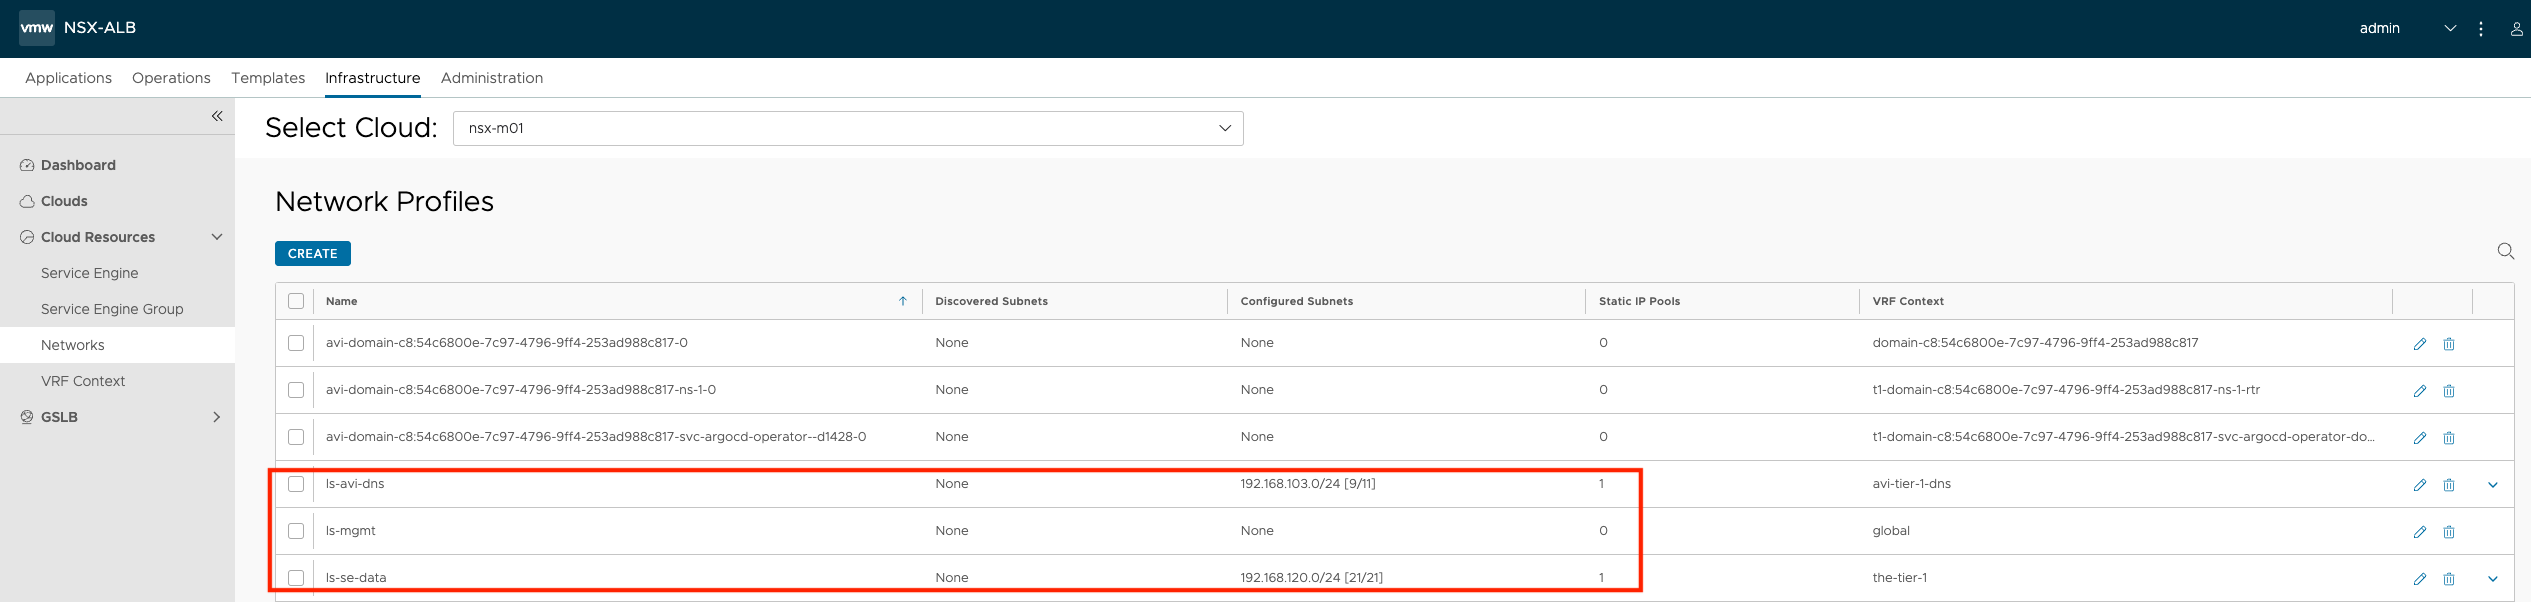 vmw NSX-ALB admin
Applications Operations Templates Infrastructure Administration
Select Cloud: nsx-m01
Dashboard
Clouds
Cloud Resources
Service Engine
Service Engine Group
Networks
VRF Context
GSLB
Network Profiles
CREATE
Name Discovered Subnets Configured Subnets Static IP Pools VRF Context
avi-domain-c8:54c6800e-7c97-4796-9ff4-253ad988c817-0 None None 0 domain-c8:54c6800e-7c97-4796-9ff4-253ad988c817
avi-domain-c8:54c6800e-7c97-4796-9ff4-253ad988c817-ns-1-0 None None 0 t1-domain-c8:54c6800e-7c97-4796-9ff4-253ad988c817-ns-1-rtr
avi-domain-c8:54c6800e-7c97-4796-9ff4-253ad988c817-svc-argocd-operator--d1428-0 None None 0 t1-domain-c8:54c6800e-7c97-4796-9ff4-253ad988c817-svc-argocd-operator-do...
ls-avi-dns None 192.168.103.0/24 [9/11] 1 avi-tier-1-dns
ls-mgmt None None 0 global
ls-se-data None 192.168.120.0/24 [21/21] 1 the-tier-1